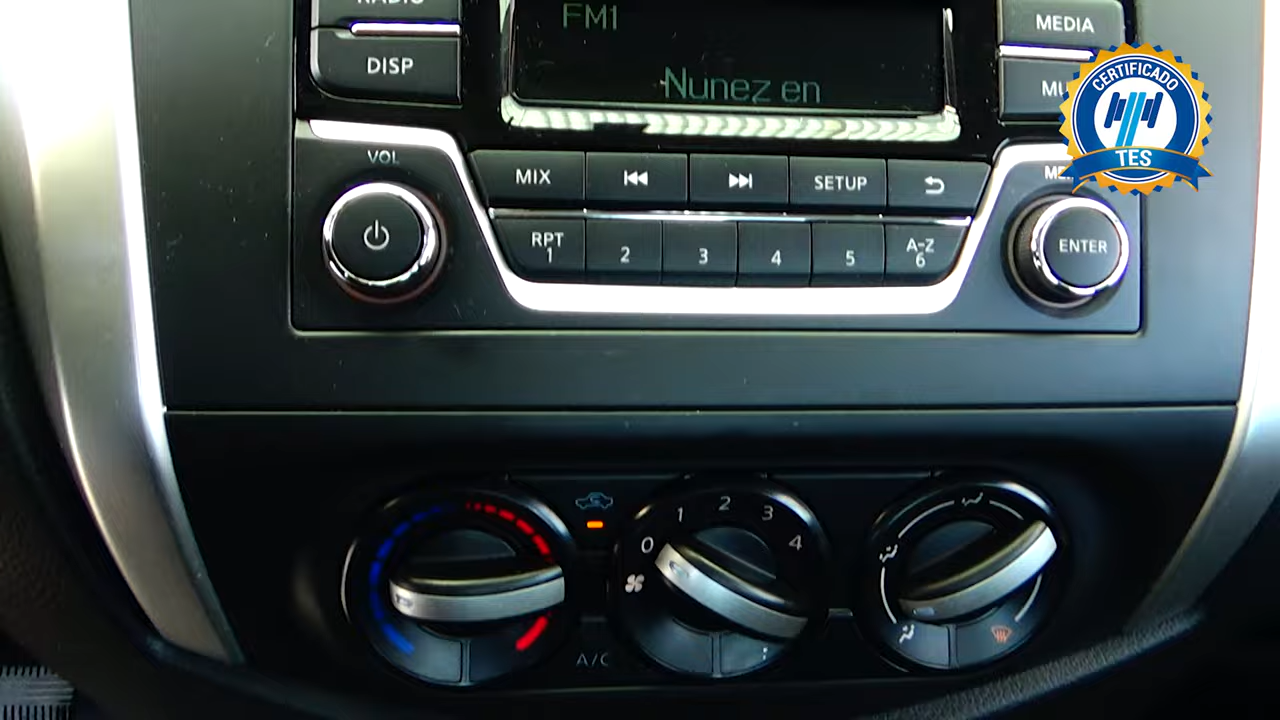 RADIO
FM1
MEDIA
DISP
Nunez en
CERTIFICADO
TES
VOL
MIX
SETUP
RPT
1
2
3
4
5
A-Z
6
ENTER
0
1
2
3
4
A/C